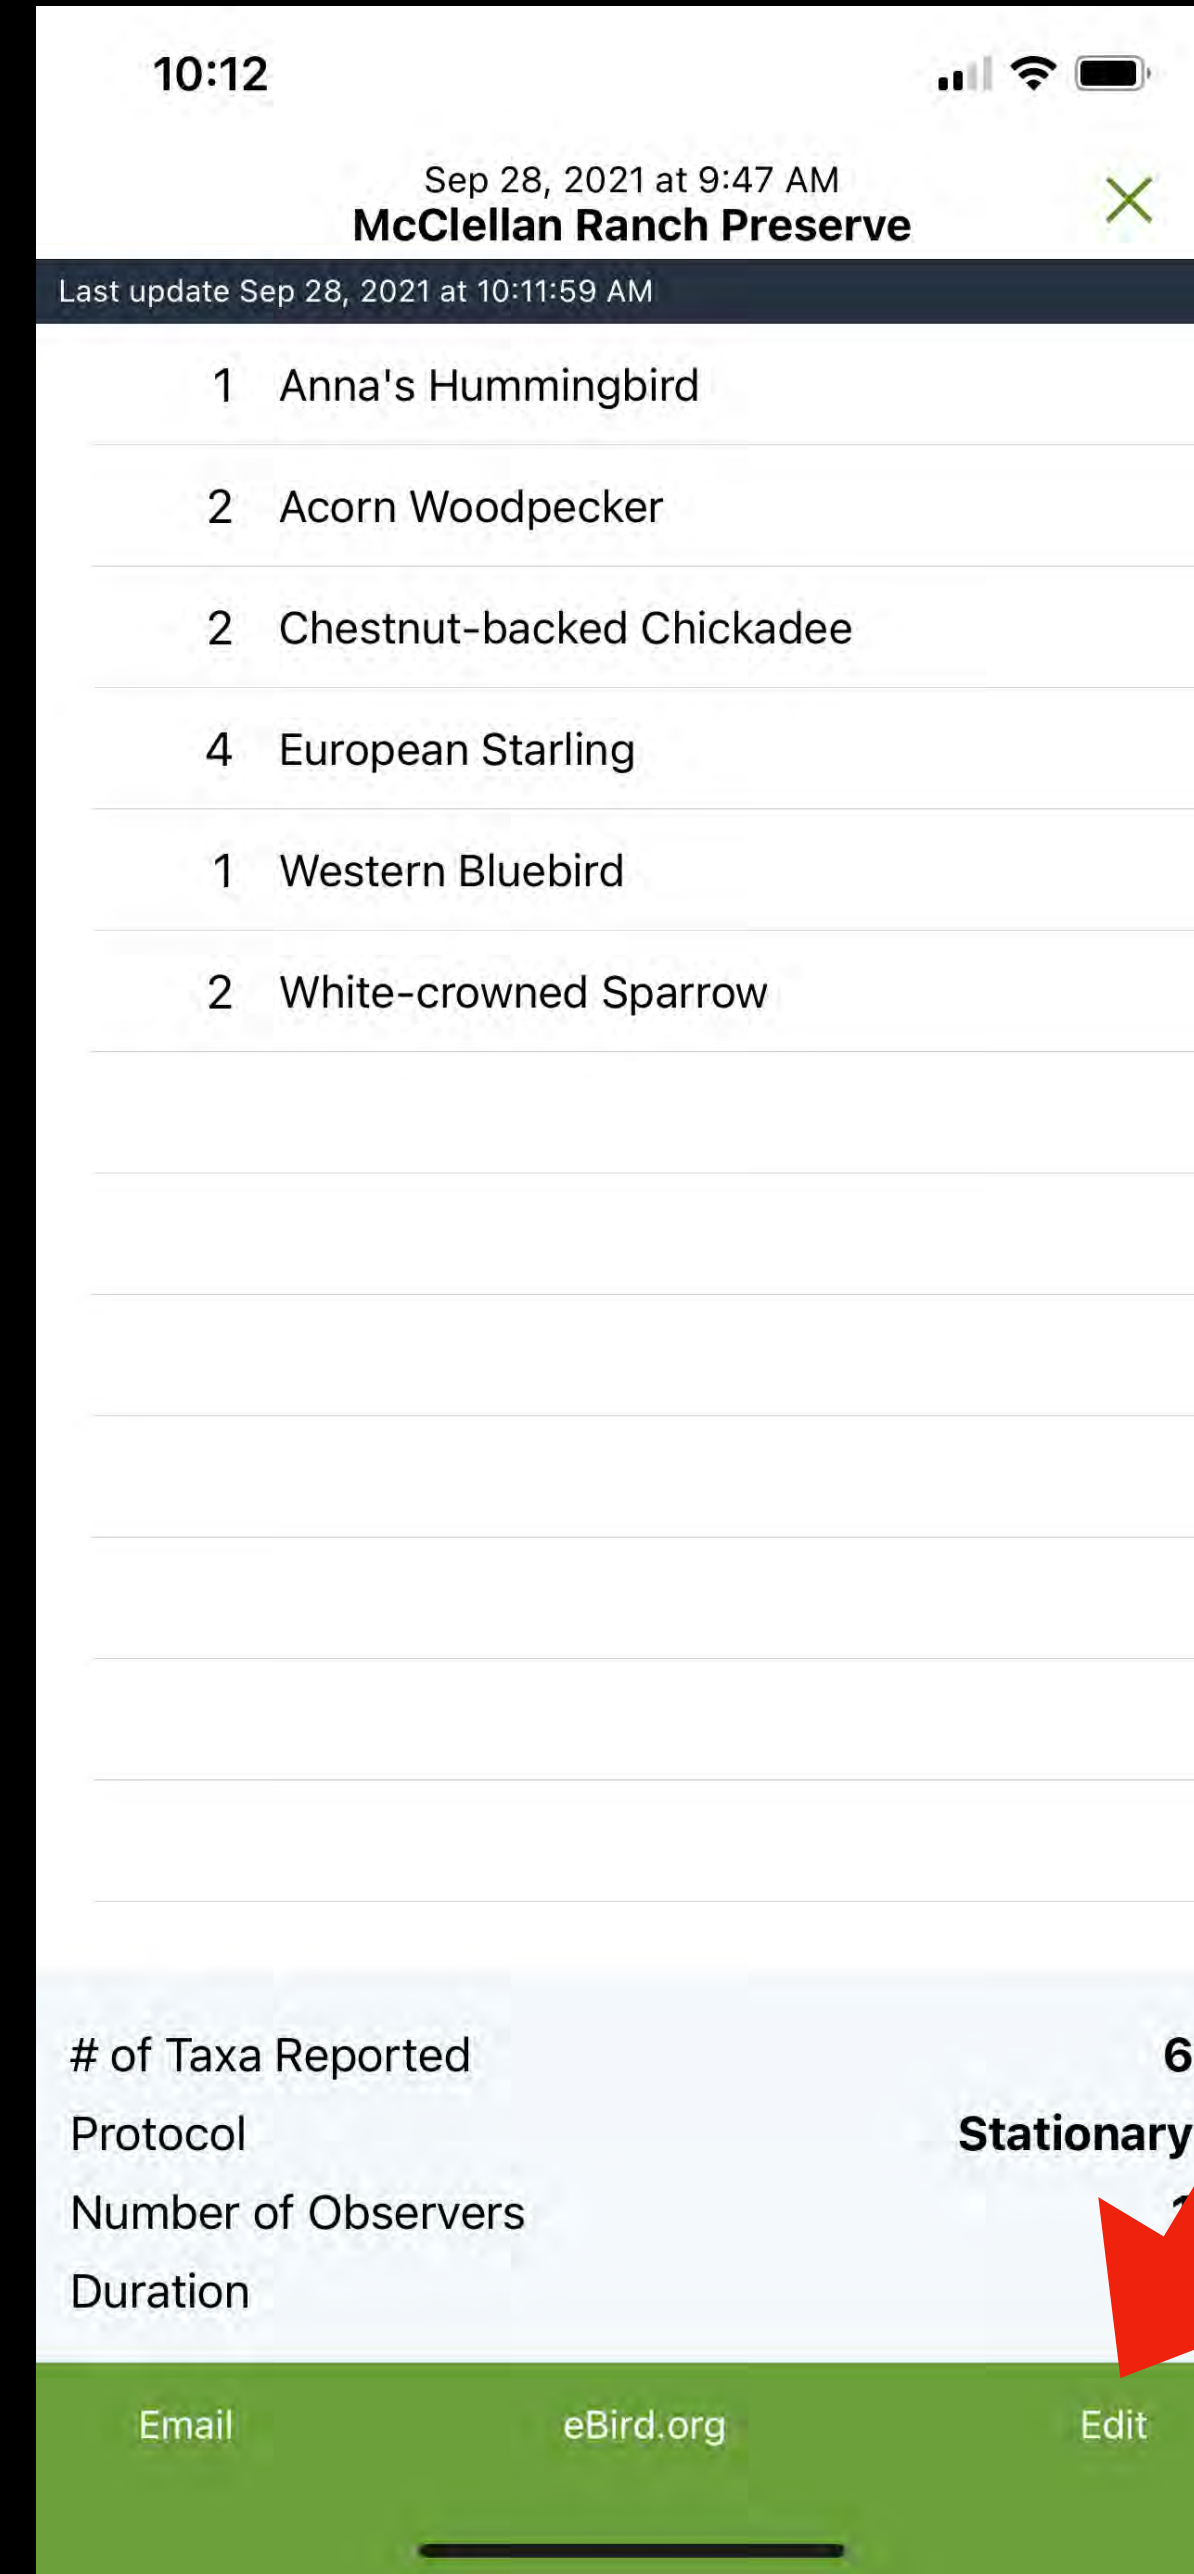 10:12
Sep 28, 2021 at 9:47 AM
McClellan Ranch Preserve
Last update Sep 28, 2021 at 10:11:59 AM
1 Anna's Hummingbird
2 Acorn Woodpecker
2 Chestnut-backed Chickadee
4 European Starling
1 Western Bluebird
2 White-crowned Sparrow
# of Taxa Reported 6
Protocol Stationary
Number of Observers
Duration
Email eBird.org Edit